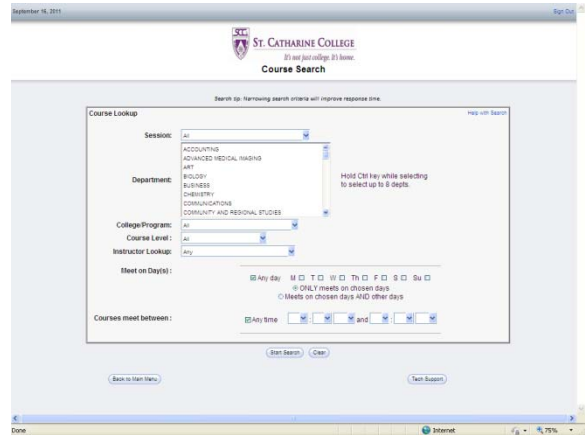 September 16, 2011 Sign Out
ST. CATHARINE COLLEGE
It's not just college. It's home.
Course Search
Search tip: Narrowing search criteria will improve response time.
Course Lookup Help with Search
Session: All
ACCOUNTING
ADVANCED MEDICAL IMAGING
ART
Department: BIOLOGY Hold Ctrl key while selecting
BUSINESS to select up to 8 depts.
CHEMISTRY
COMMUNICATIONS
COMMUNITY AND REGIONAL STUDIES
College/Program: All
Course Level : All
Instructor Lookup: Any
Meet on Day(s) : Any day M T W Th F S Su
ONLY meets on chosen days
Meets on chosen days AND other days
Courses meet between : Any time : and :
Start Search Clear
Back to Main Menu Tech Support
Done Internet 75%